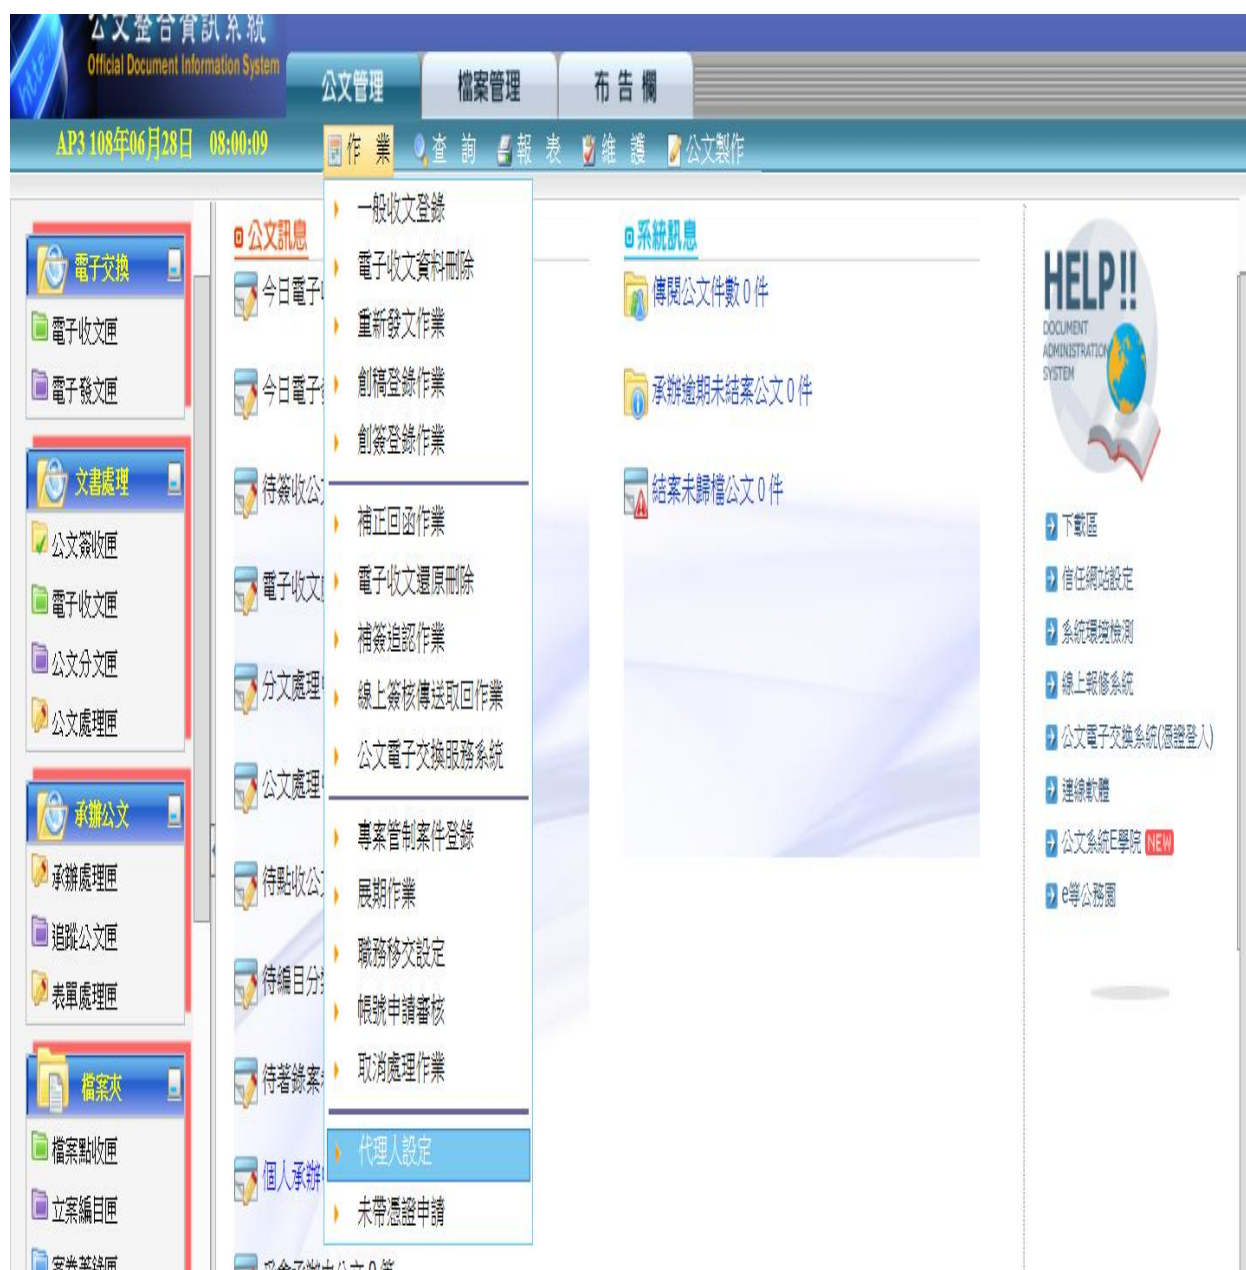 公文整合資訊系統
Official Document Information System
公文管理
檔案管理
布告欄
AP3 108年06月28日 08:00:09
作 業
查 詢
報 表
維 護
公文製作
電子交換
電子收文匣
電子發文匣
文書處理
公文簽收匣
電子收文匣
公文分文匣
公文處理匣
承辦公文
承辦處理匣
追蹤公文匣
表單處理匣
檔案夾
檔案點收匣
立案編目匣
案卷著錄匣
公文訊息
今日電子
今日電子
待簽收公
電子收文
分文處理
公文處理
待點收公
待編目分
待著錄案
個人承辦
一般收文登錄
電子收文資料刪除
重新發文作業
創稿登錄作業
創簽登錄作業
補正回函作業
電子收文還原刪除
補簽追認作業
線上簽核傳送取回作業
公文電子交換服務系統
專案管制案件登錄
展期作業
職務移交設定
帳號申請審核
取消處理作業
代理人設定
未帶憑證申請
系統訊息
傳閱公文件數 0 件
承辦逾期未結案公文 0 件
結案未歸檔公文 0 件
http://
HELP!!
DOCUMENT
ADMINISTRATION
SYSTEM
下載區
信任網站設定
系統環境檢測
線上報修系統
公文電子交換系統(憑證登入)
連線軟體
公文系統E學院 NEW
e等公務園